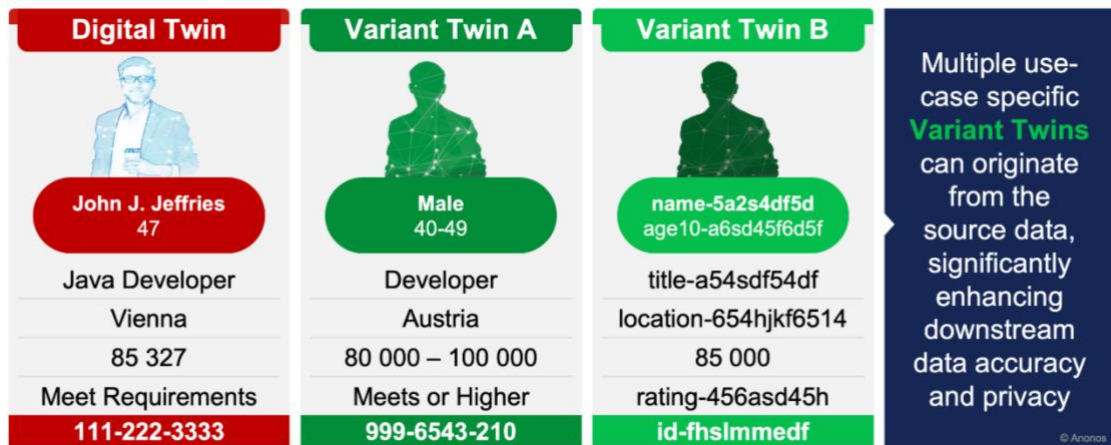 Digital Twin
John J. Jeffries
47
Java Developer
Vienna
85 327
Meet Requirements
111-222-3333
Variant Twin A
Male
40-49
Developer
Austria
80 000 – 100 000
Meets or Higher
999-6543-210
Variant Twin B
name-5a2s4df5d
age10-a6sd45f6d5f
title-a54sdf54df
location-654hjkf6514
85 000
rating-456asd45h
id-fhslmmedf
Multiple use-
case specific
Variant Twins
can originate
from the
source data,
significantly
enhancing
downstream
data accuracy
and privacy
© Anonos